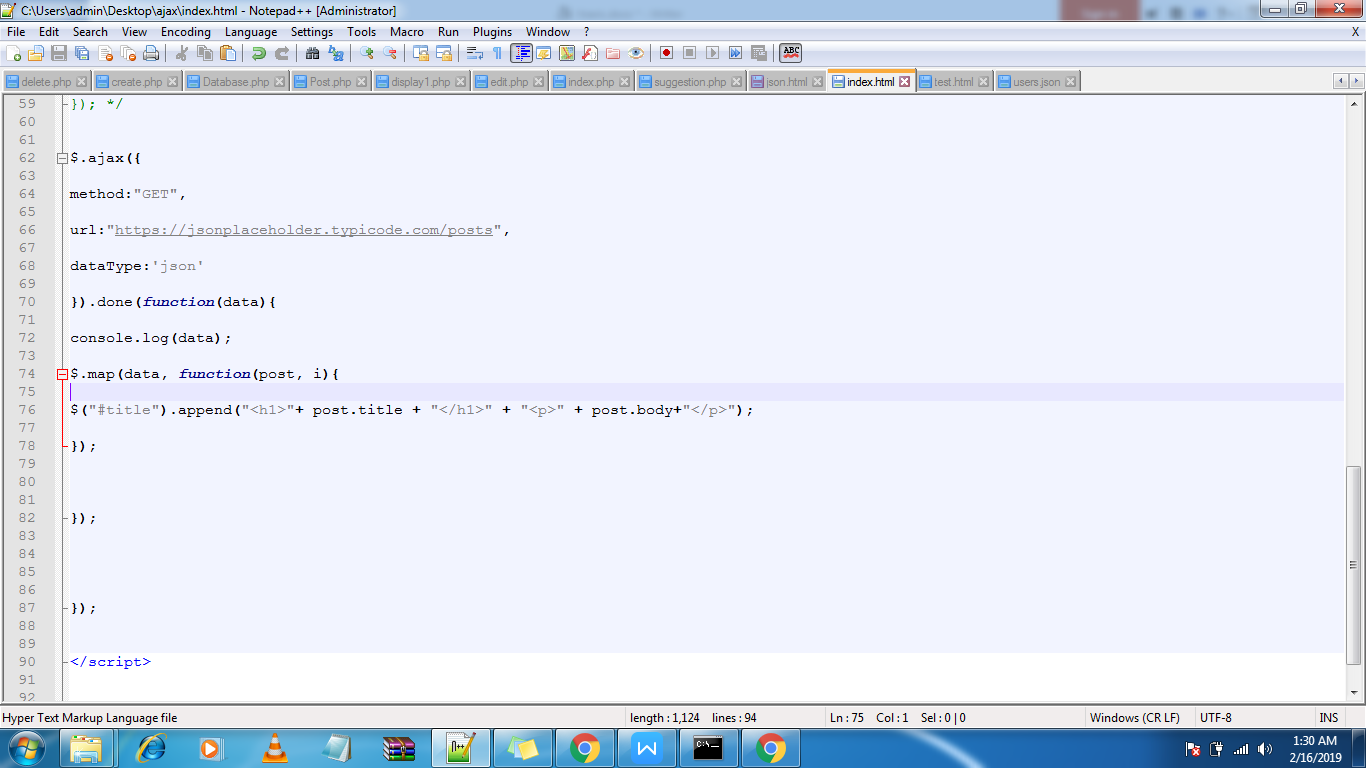 C:\Users\admin\Desktop\ajax\index.html - Notepad++ [Administrator]
File Edit Search View Encoding Language Settings Tools Macro Run Plugins Window ? X
ABC
delete.php create.php Database.php Post.php display1.php edit.php index.php suggestion.php json.html index.html test.html users.json
59 }); */
60
61
62 $.ajax({
63
64 method:"GET",
65
66 url:"https://jsonplaceholder.typicode.com/posts",
67
68 dataType:'json'
69
70 }).done(function(data){
71
72 console.log(data);
73
74 $.map(data, function(post, i){
75
76 $("#title").append("<h1>"+ post.title + "</h1>" + "<p>" + post.body+"</p>");
77
78 });
79
80
81
82 });
83
84
85
86
87 });
88
89
90 </script>
91
92
Hyper Text Markup Language file length : 1,124 lines : 94 Ln : 75 Col : 1 Sel : 0 | 0 Windows (CR LF) UTF-8 INS
1:30 AM
2/16/2019